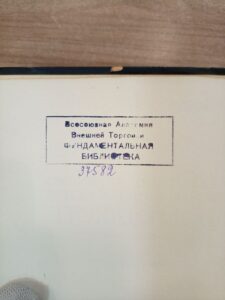 Всесоюзная Академия
Внешней Торговли
ФУНДАМЕНТАЛЬНАЯ
БИБЛИОТЕКА
37582